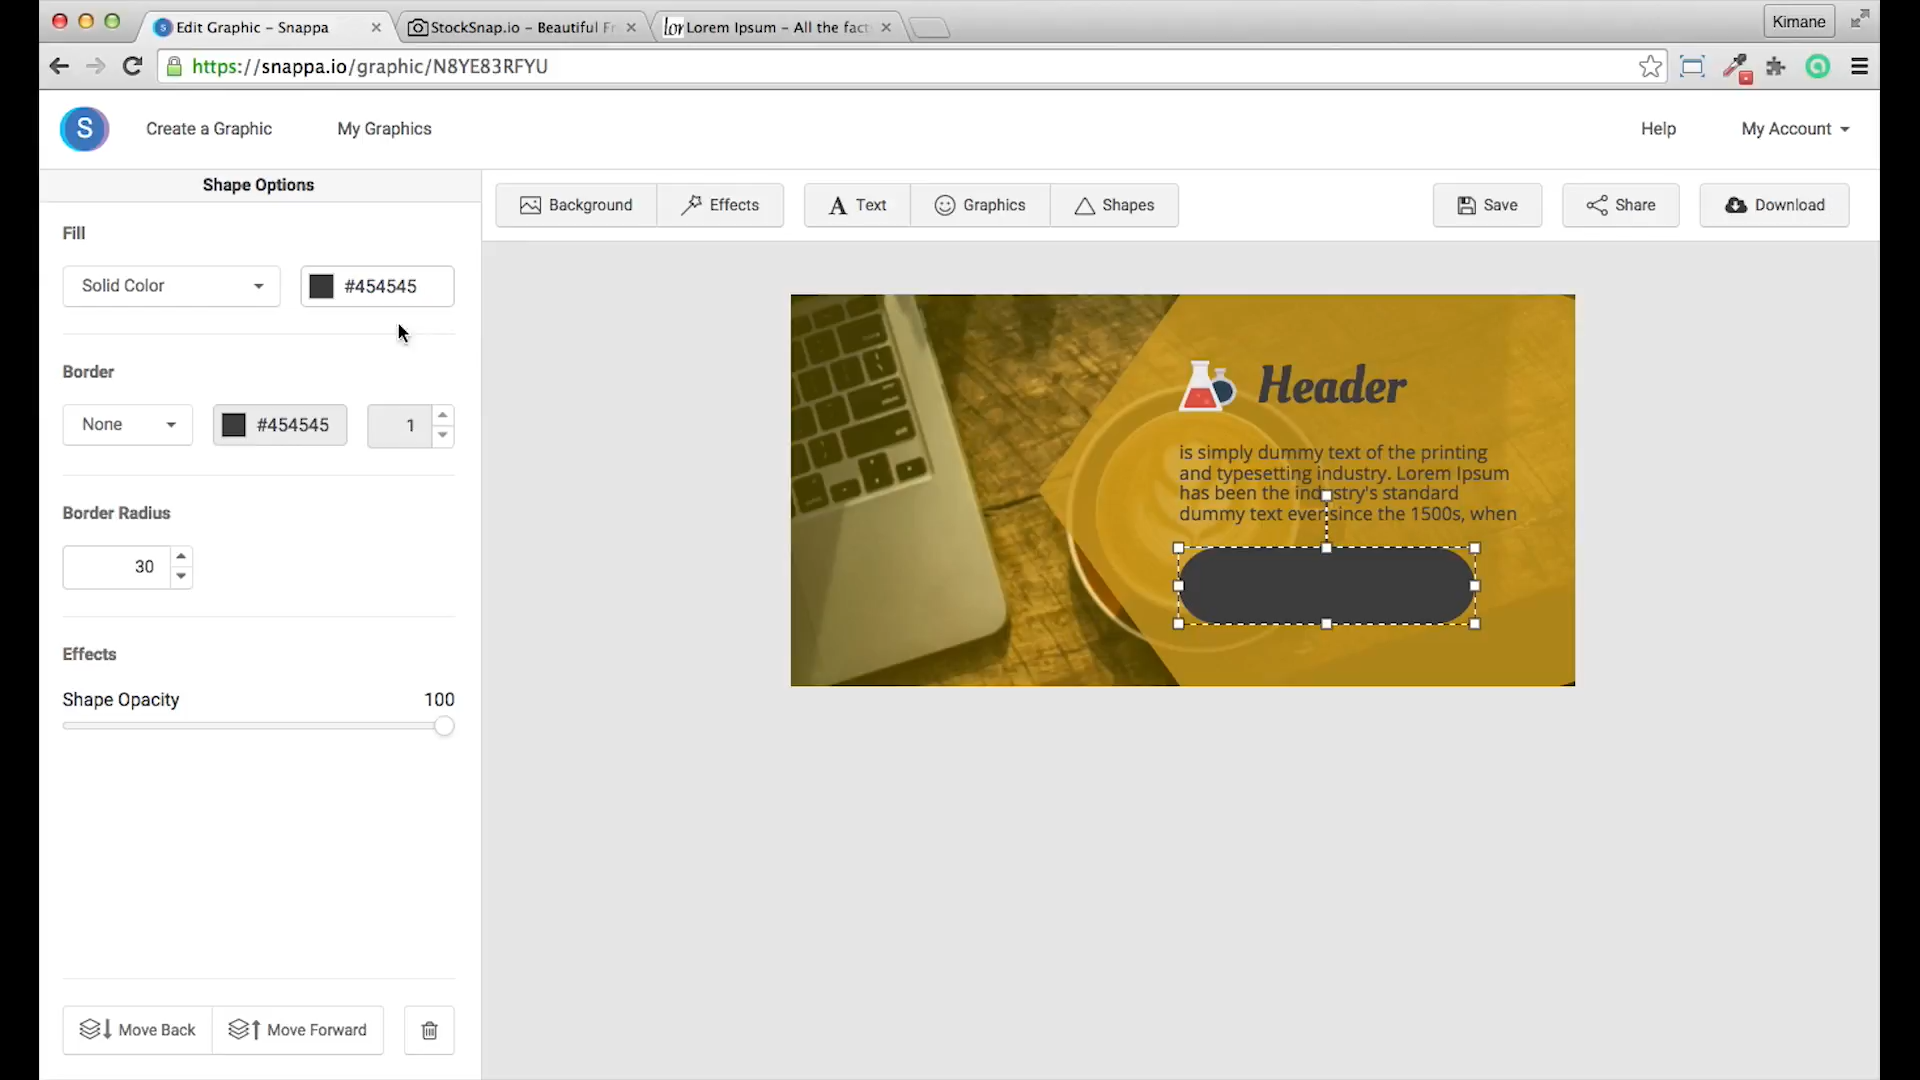 Edit Graphic – Snappa
StockSnap.io – Beautiful Fr
Lorem Ipsum – All the fact
Kimane
https://snappa.io/graphic/N8YE83RFYU
S
Create a Graphic
My Graphics
Help
My Account
Shape Options
Background
Effects
A Text
Graphics
Shapes
Save
Share
Download
Fill
Solid Color
#454545
Border
None
#454545
1
Border Radius
30
Effects
Shape Opacity
100
Move Back
Move Forward
Header
is simply dummy text of the printing
and typesetting industry. Lorem Ipsum
has been the industry's standard
dummy text ever since the 1500s, when